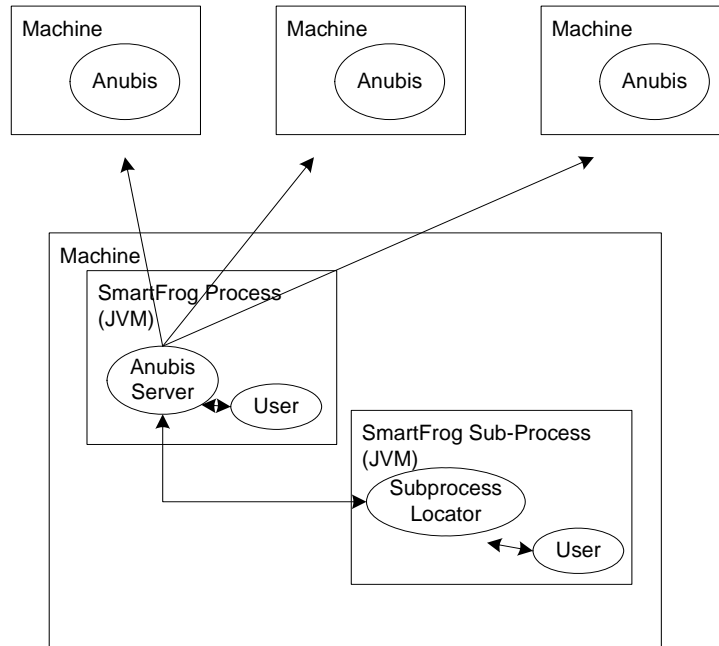 Machine
Anubis
Machine
Anubis
Machine
Anubis
Machine
SmartFrog Process
(JVM)
Anubis
Server
User
SmartFrog Sub-Process
(JVM)
Subprocess
Locator
User